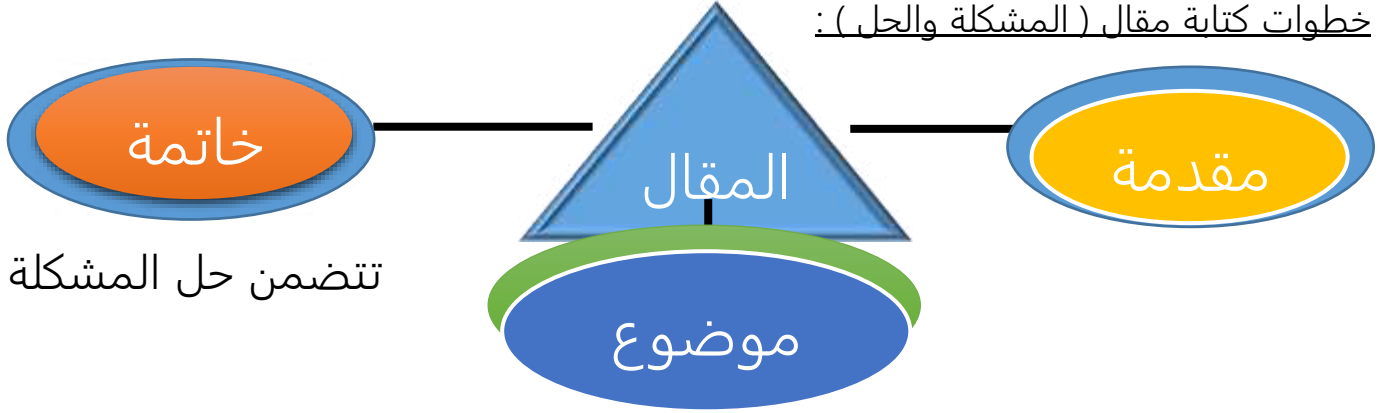 خطوات كتابة مقال ( المشكلة والحل ) :
مقدمة
المقال
خاتمة
تتضمن حل المشكلة
موضوع